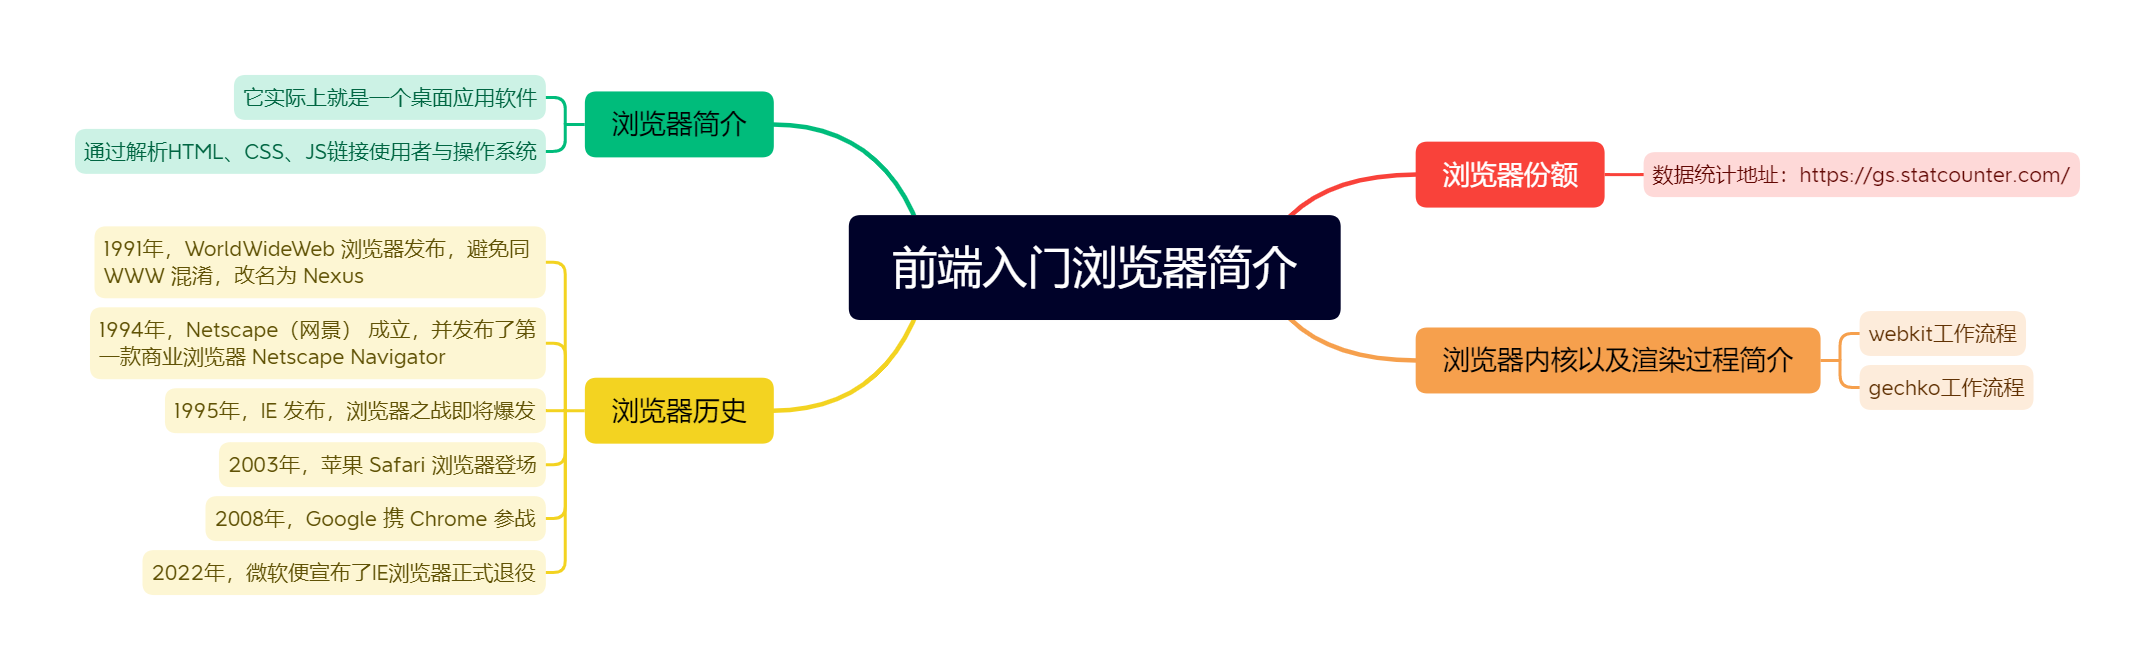 前端入门浏览器简介
浏览器份额
数据统计地址：https://gs.statcounter.com/
浏览器内核以及渲染过程简介
webkit工作流程
gechko工作流程
浏览器简介
它实际上就是一个桌面应用软件
通过解析HTML、CSS、JS链接使用者与操作系统
浏览器历史
1991年，WorldWideWeb 浏览器发布，避免同
WWW 混淆，改名为 Nexus
1994年，Netscape（网景） 成立，并发布了第
一款商业浏览器 Netscape Navigator
1995年，IE 发布，浏览器之战即将爆发
2003年，苹果 Safari 浏览器登场
2008年，Google 携 Chrome 参战
2022年，微软便宣布了IE浏览器正式退役